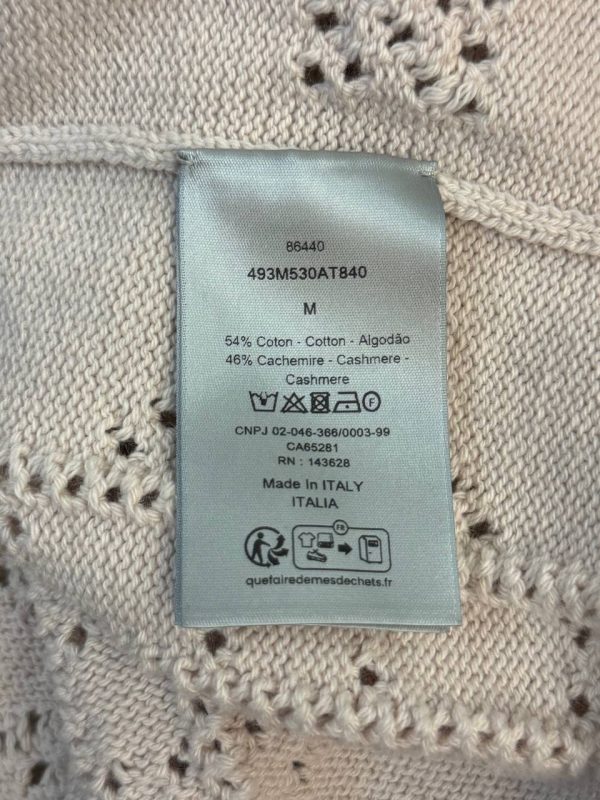 86440
493M530AT840
M
54% Coton - Cotton - Algodão
46% Cachemire - Cashmere -
Cashmere
F
CNPJ 02-046-366/0003-99
CA65281
RN : 143628
Made In ITALY
ITALIA
FR
quefairedemesdechets.fr